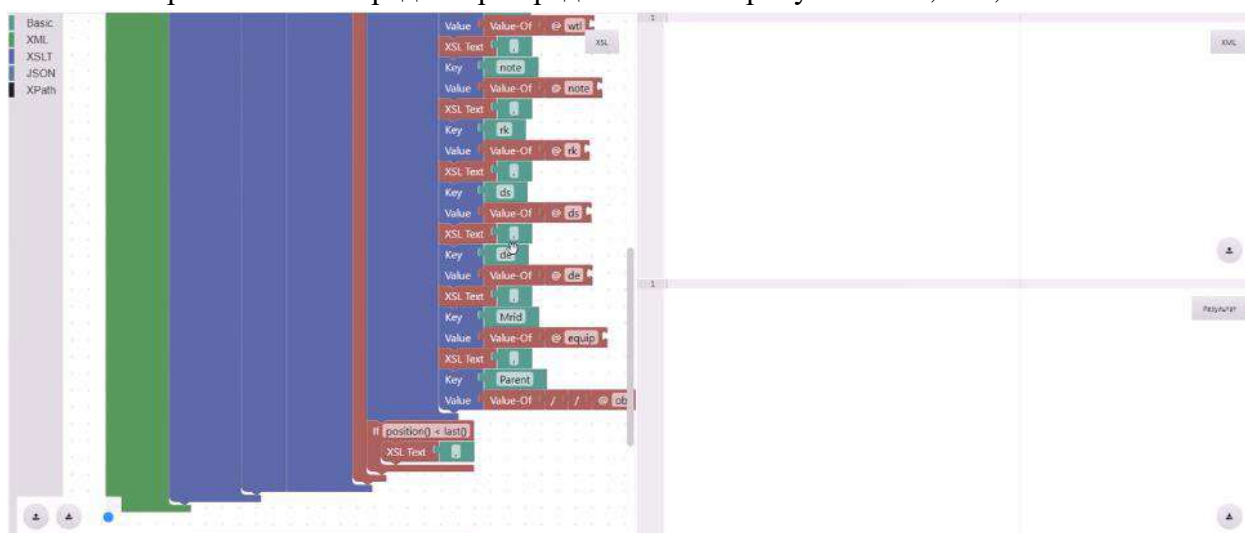 Basic
XML
XSLT
JSON
XPath
Value Value-Of @ wtl
XSL Text ,
Key note
Value Value-Of @ note
XSL Text ,
Key rk
Value Value-Of @ rk
XSL Text ,
Key ds
Value Value-Of @ ds
XSL Text ,
Key de
Value Value-Of @ de
XSL Text ,
Key Mrid
Value Value-Of @ equip
XSL Text ,
Key Parent
Value Value-Of / / @ ob
If position() < last()
XSL Text ,
XSL
1
XML
1
Результат